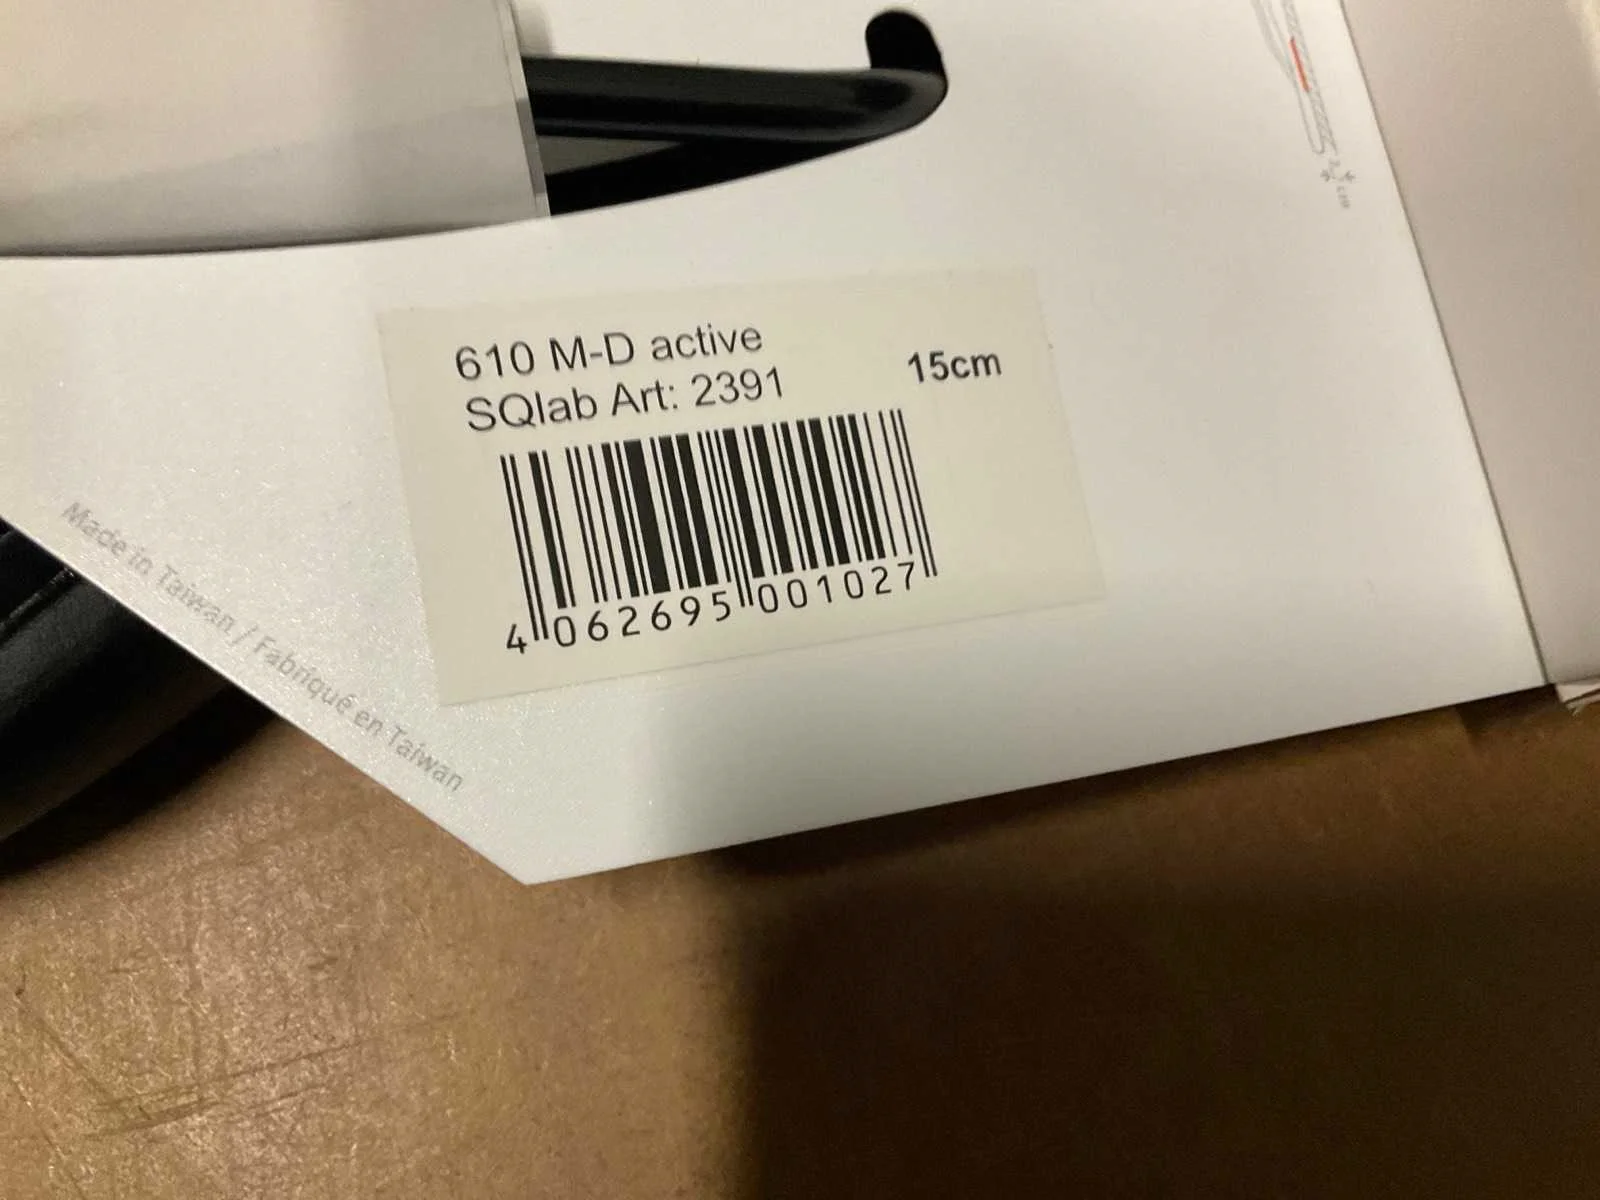 610 M-D active
SQlab Art: 2391
15cm
4 062695 001027
Made in Taiwan / Fabriqué en Taiwan